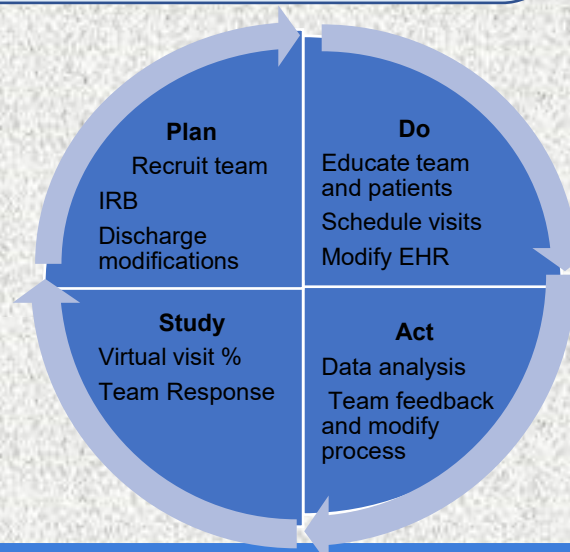 Plan
Recruit team
IRB
Discharge
modifications
Do
Educate team
and patients
Schedule visits
Modify EHR
Study
Virtual visit %
Team Response
Act
Data analysis
Team feedback
and modify
process